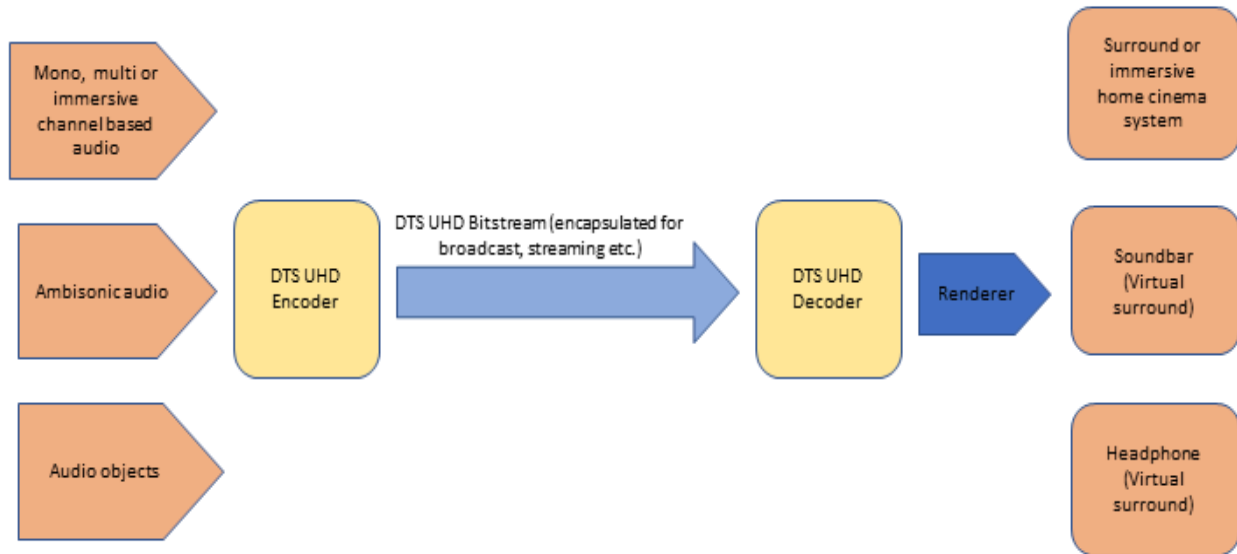 Mono, multi or
immersive
channel based
audio
Ambisonic audio
Audio objects
DTS UHD
Encoder
DTS UHD Bitstream (encapsulated for
broadcast, streaming etc.)
DTS UHD
Decoder
Renderer
Surround or
immersive
home cinema
system
Soundbar
(Virtual
surround)
Headphone
(Virtual
surround)